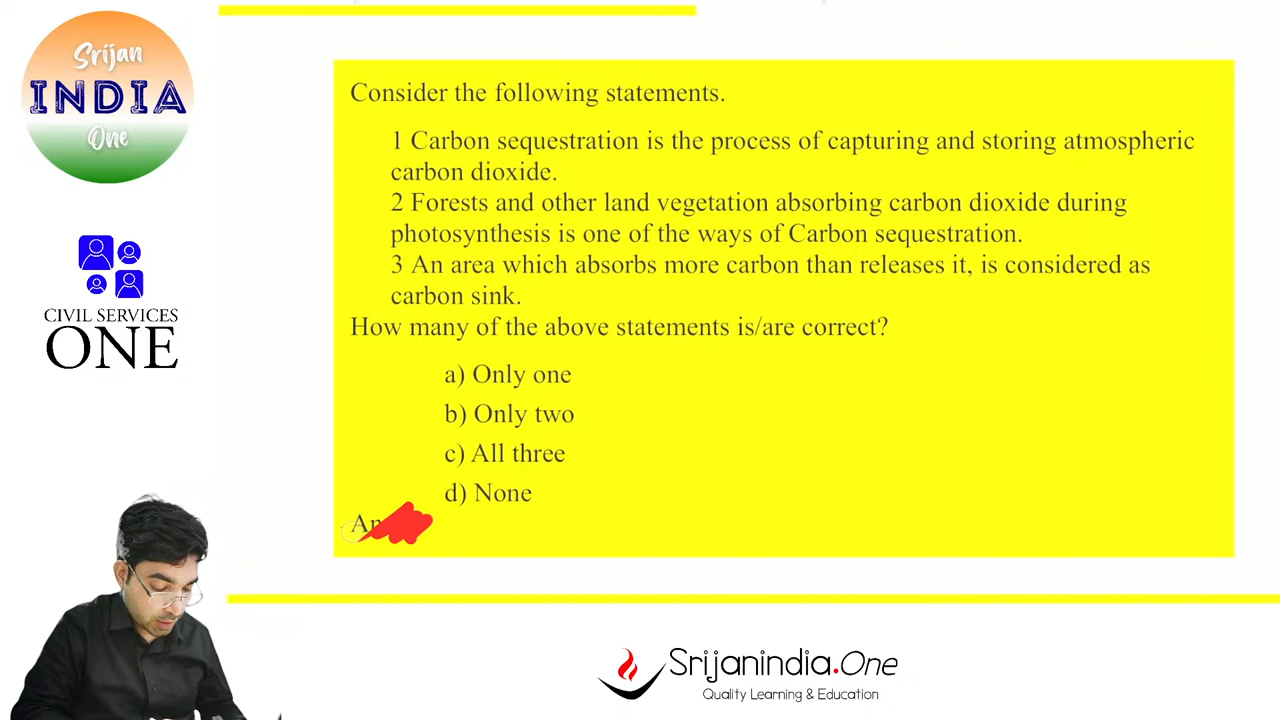 Srijan
INDIA
One
CIVIL SERVICES
ONE
Consider the following statements.
1 Carbon sequestration is the process of capturing and storing atmospheric
carbon dioxide.
2 Forests and other land vegetation absorbing carbon dioxide during
photosynthesis is one of the ways of Carbon sequestration.
3 An area which absorbs more carbon than releases it, is considered as
carbon sink.
How many of the above statements is/are correct?
a) Only one
b) Only two
c) All three
d) None
Srijanindia.One
Quality Learning & Education